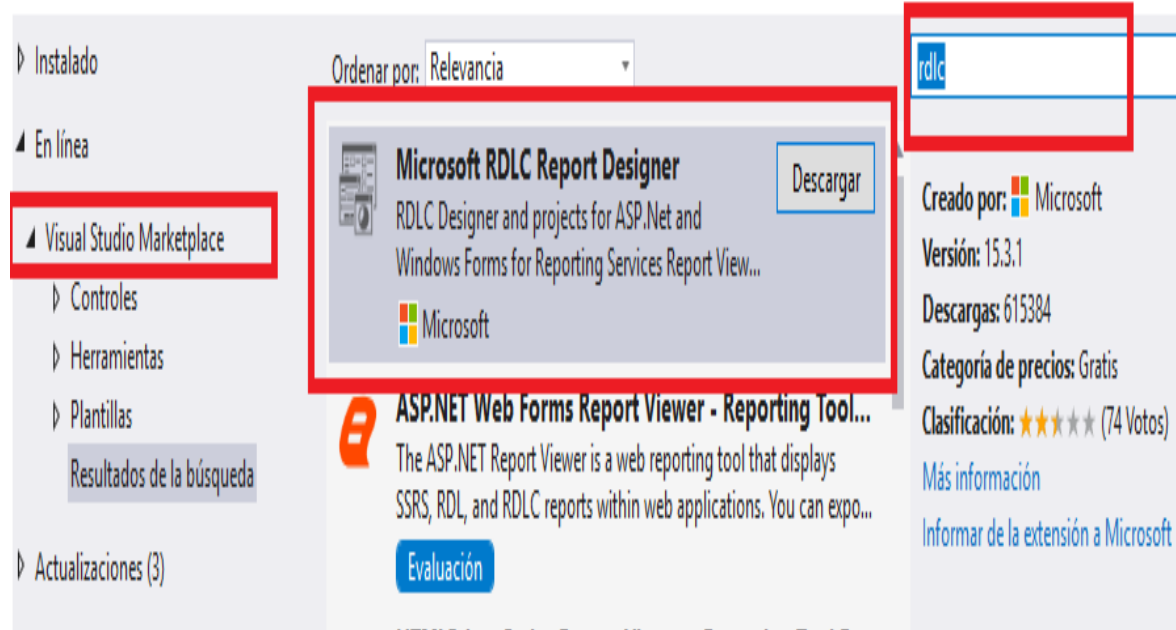 Instalado
En línea
Visual Studio Marketplace
Controles
Herramientas
Plantillas
Resultados de la búsqueda
Actualizaciones (3)
Ordenar por: Relevancia
Microsoft RDLC Report Designer
Descargar
RDLC Designer and projects for ASP.Net and
Windows Forms for Reporting Services Report View...
Microsoft
ASP.NET Web Forms Report Viewer - Reporting Tool...
The ASP.NET Report Viewer is a web reporting tool that displays
SSRS, RDL, and RDLC reports within web applications. You can expo...
Evaluación
rdlc
Creado por: Microsoft
Versión: 15.3.1
Descargas: 615384
Categoría de precios: Gratis
Clasificación: (74 Votos)
Más información
Informar de la extensión a Microsoft